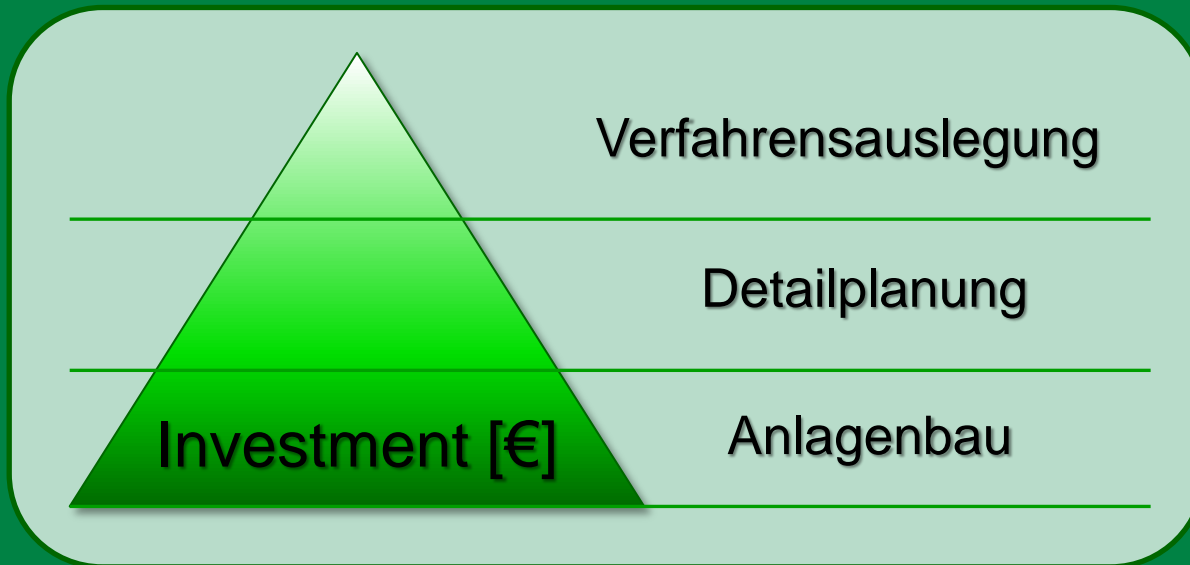 Verfahrensauslegung
Detailplanung
Investment [€]
Anlagenbau